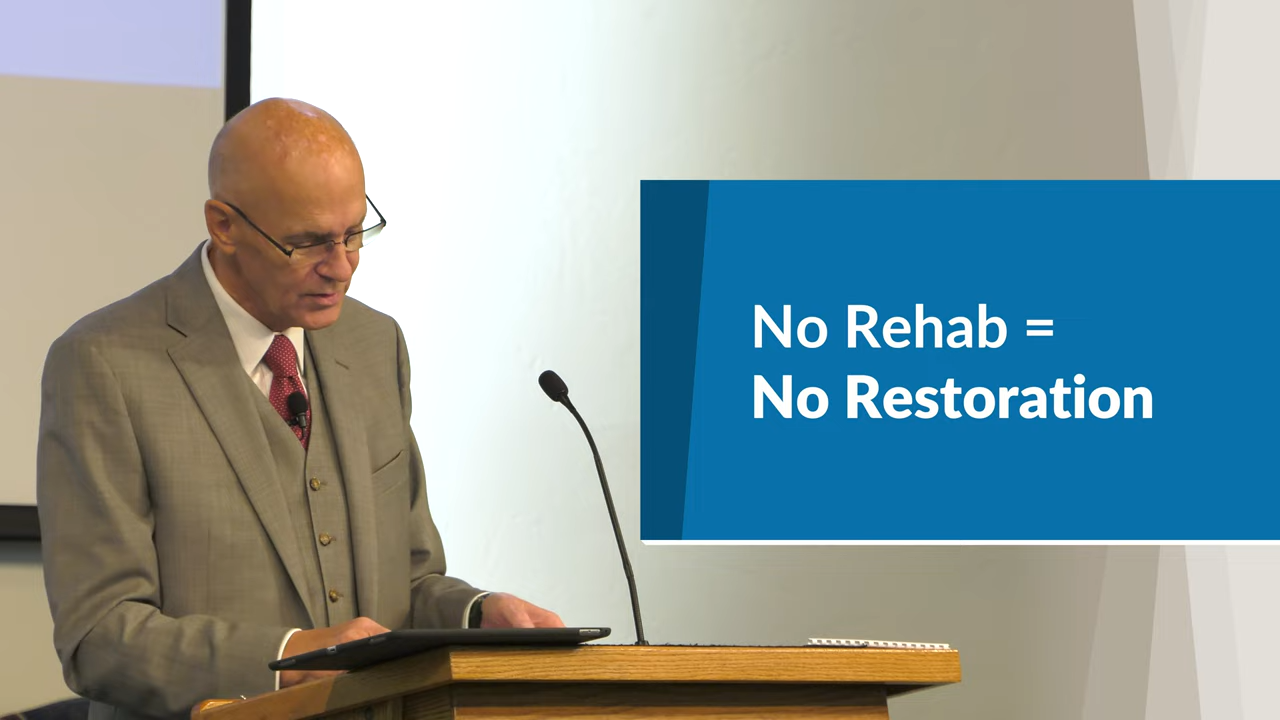 No Rehab =
No Restoration